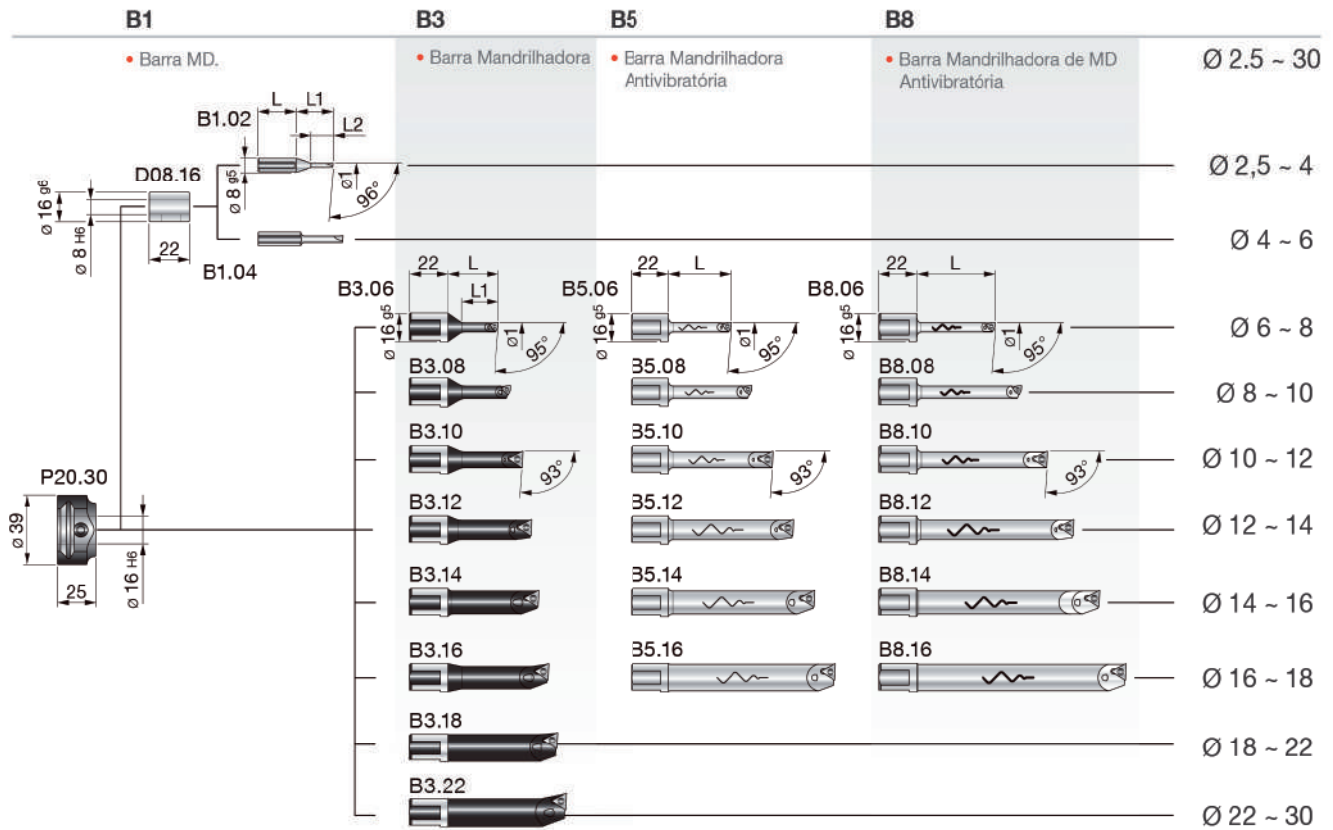 B1
B3
B5
B8
• Barra MD.
• Barra Mandrilhadora
• Barra Mandrilhadora
Antivibratória
• Barra Mandrilhadora de MD
Antivibratória
Ø 2.5 ~ 30
L
L1
L2
B1.02
D08.16
Ø 16 g6
Ø 8 H6
22
Ø 8 g5
Ø1
96°
Ø 2,5 ~ 4
B1.04
Ø 4 ~ 6
22
L
L1
B3.06
Ø 16 g5
Ø1
95°
22
L
B5.06
Ø 16 g5
Ø1
95°
22
L
B8.06
Ø 16 g5
Ø1
95°
Ø 6 ~ 8
B3.08
B5.08
B8.08
Ø 8 ~ 10
B3.10
93°
B5.10
93°
B8.10
93°
Ø 10 ~ 12
P20.30
Ø 39
25
Ø 16 H6
B3.12
B5.12
B8.12
Ø 12 ~ 14
B3.14
B5.14
B8.14
Ø 14 ~ 16
B3.16
B5.16
B8.16
Ø 16 ~ 18
B3.18
Ø 18 ~ 22
B3.22
Ø 22 ~ 30